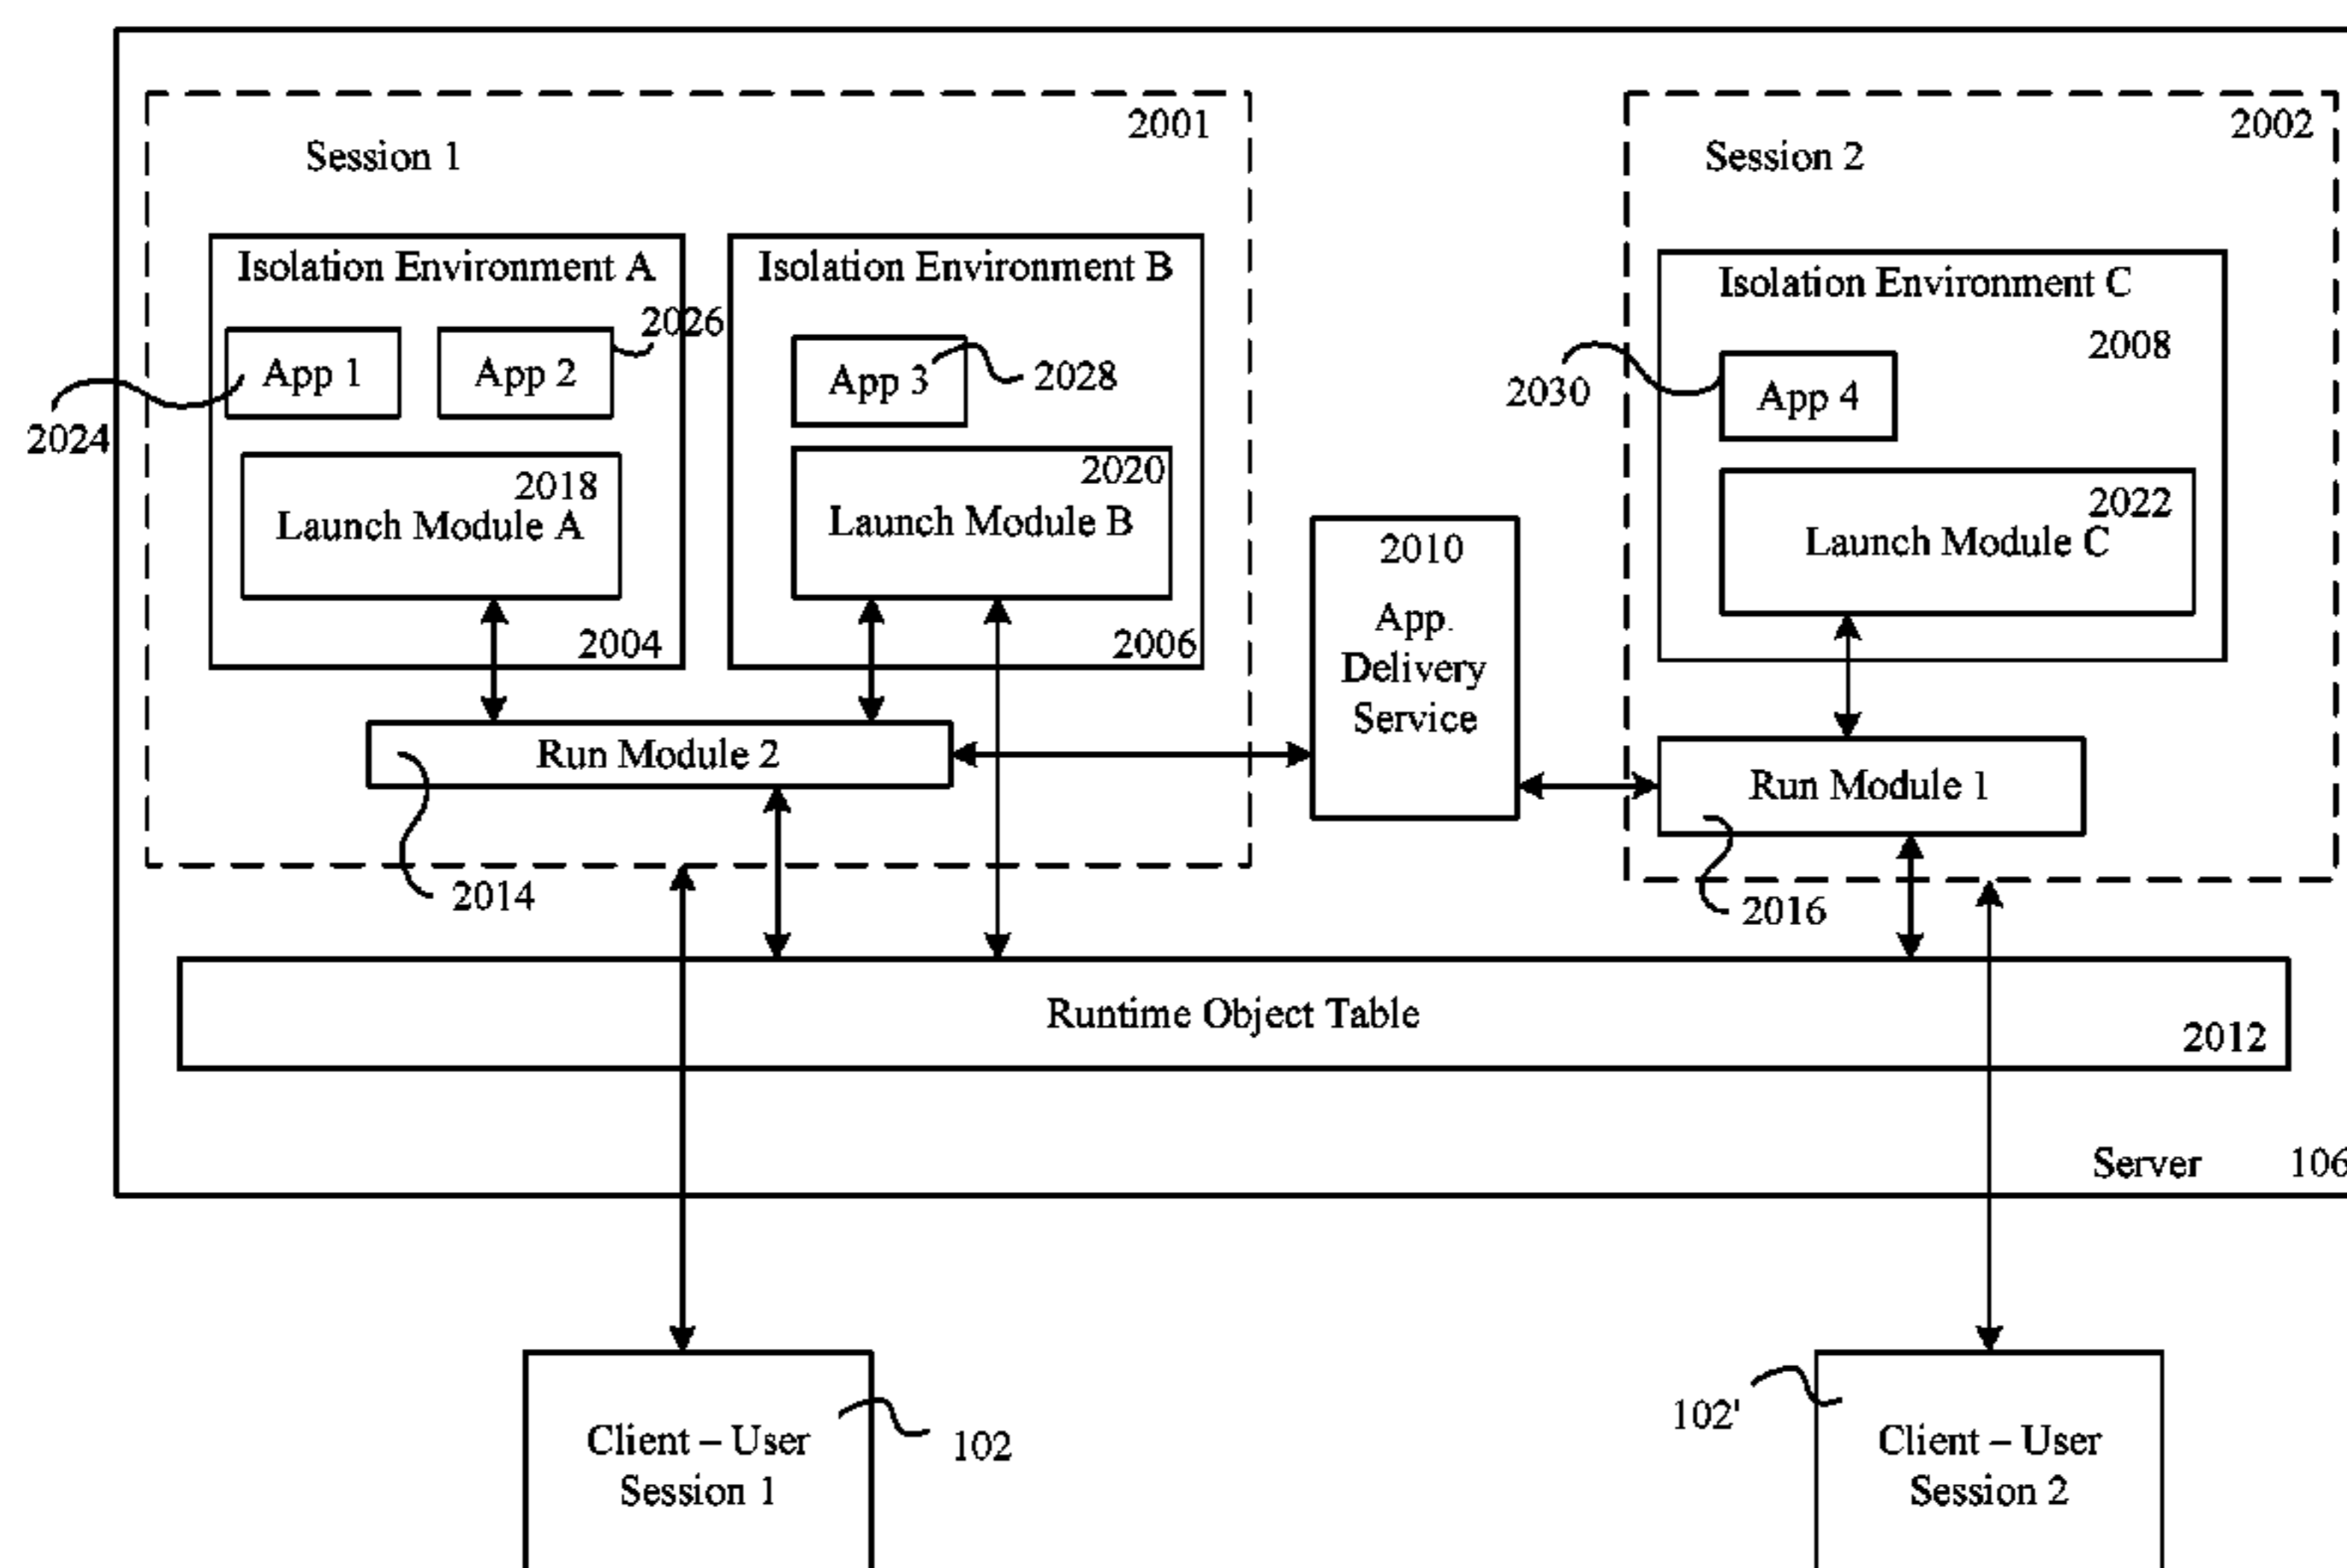 2001
Session 1
2002
Session 2
Isolation Environment A
2026
App 1
App 2
2024
2018
Launch Module A
2004
Isolation Environment B
App 3
2028
2020
Launch Module B
2006
2010
App.
Delivery
Service
Isolation Environment C
2008
2030
App 4
2022
Launch Module C
Run Module 2
2014
Run Module 1
2016
Runtime Object Table
2012
Server 106
Client – User
Session 1
102
102'
Client – User
Session 2